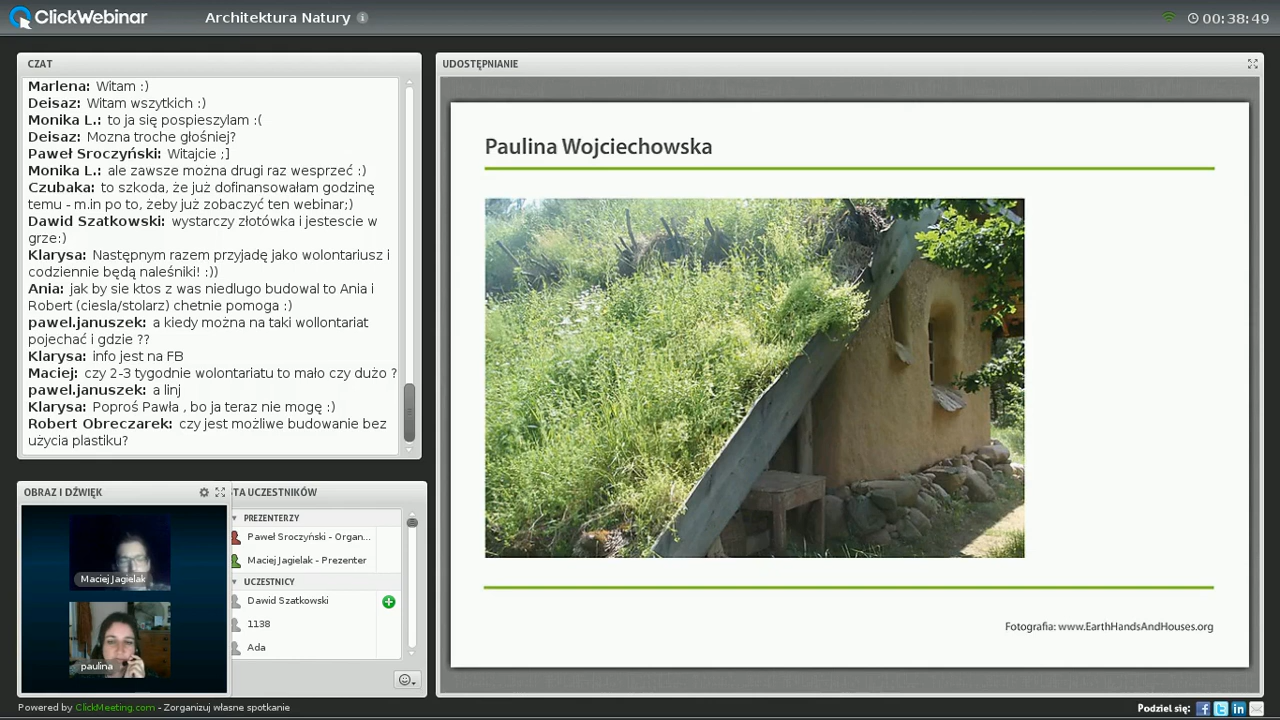 ClickWebinar
Architektura Natury
00:38:49
CZAT
Marlena: Witam :)
Deisaz: Witam wszytkich :)
Monika L.: to ja się pospieszylam :(
Deisaz: Mozna troche głośniej?
Paweł Sroczyński: Witajcie ;]
Monika L.: ale zawsze można drugi raz wesprzeć :)
Czubaka: to szkoda, że już dofinansowałam godzinę
temu - m.in po to, żeby już zobaczyć ten webinar;)
Dawid Szatkowski: wystarczy złotówka i jestescie w
grze:)
Klarysa: Następnym razem przyjadę jako wolontariusz i
codziennie będą naleśniki! :))
Ania: jak by sie ktos z was niedlugo budowal to Ania i
Robert (ciesla/stolarz) chetnie pomoga :)
pawel.januszek: a kiedy można na taki wollontariat
pojechać i gdzie ??
Klarysa: info jest na FB
Maciej: czy 2-3 tygodnie wolontariatu to mało czy dużo ?
pawel.januszek: a linj
Klarysa: Poproś Pawła , bo ja teraz nie mogę :)
Robert Obreczarek: czy jest możliwe budowanie bez
użycia plastiku?
OBRAZ I DŹWIĘK
Maciej Jagielak
paulina
TA UCZESTNIKÓW
PREZENTERZY
Paweł Sroczyński - Organ...
Maciej Jagielak - Prezenter
UCZESTNICY
Dawid Szatkowski
1138
Ada
UDOSTĘPNIANIE
Paulina Wojciechowska
Fotografia: www.EarthHandsAndHouses.org
Powered by ClickMeeting.com - Zorganizuj własne spotkanie
Podziel się: